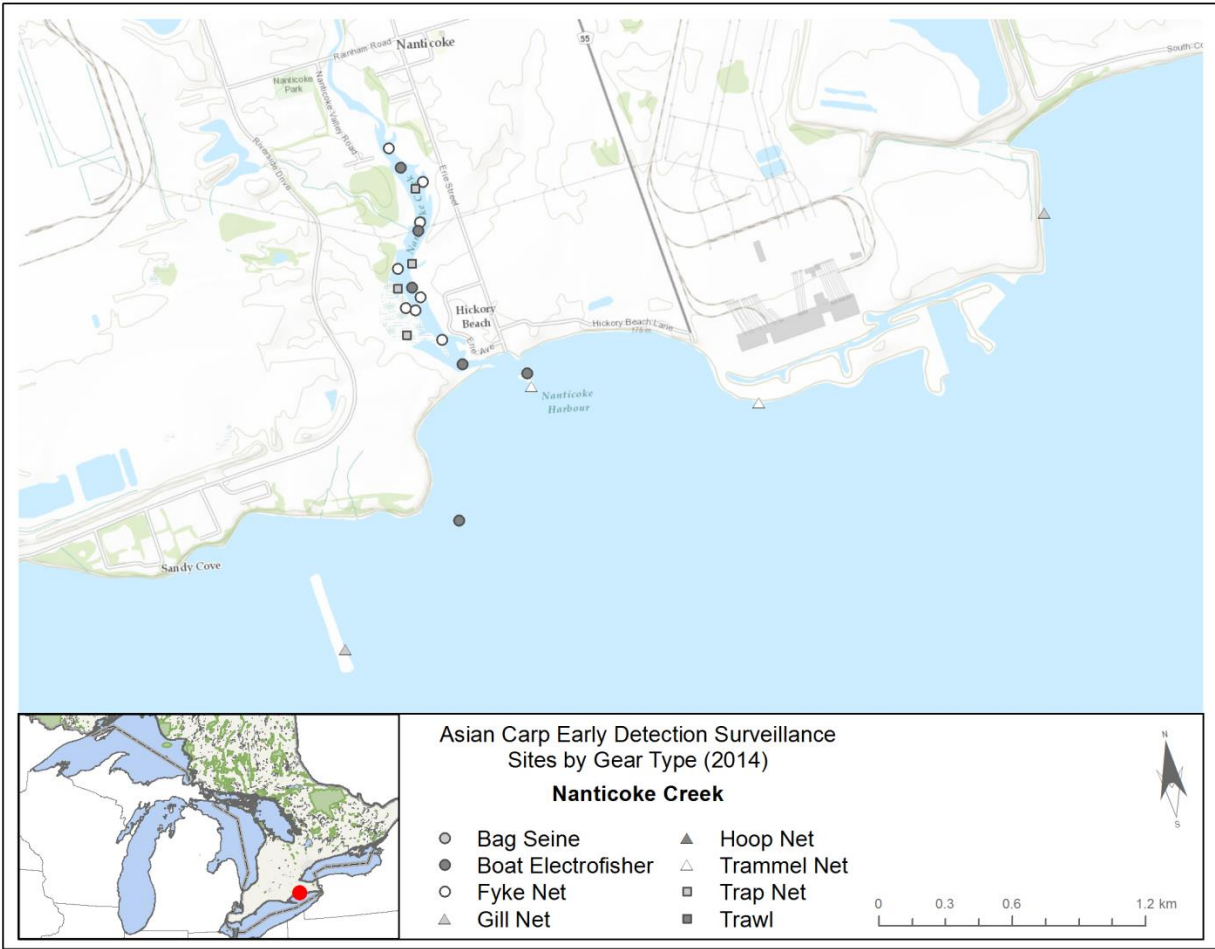 Rainham Road
Nanticoke
55
South Co
Nanticoke
Park
Nanticoke Valley Road
Riverside Drive
Erie Street
Hickory
Beach
Hickory Beach Lane
Erie Ave
Nanticoke
Harbour
Sandy Cove
Asian Carp Early Detection Surveillance
Sites by Gear Type (2014)
Nanticoke Creek
Bag Seine
Boat Electrofisher
Fyke Net
Gill Net
Hoop Net
Trammel Net
Trap Net
Trawl
N
S
0 0.3 0.6 1.2 km